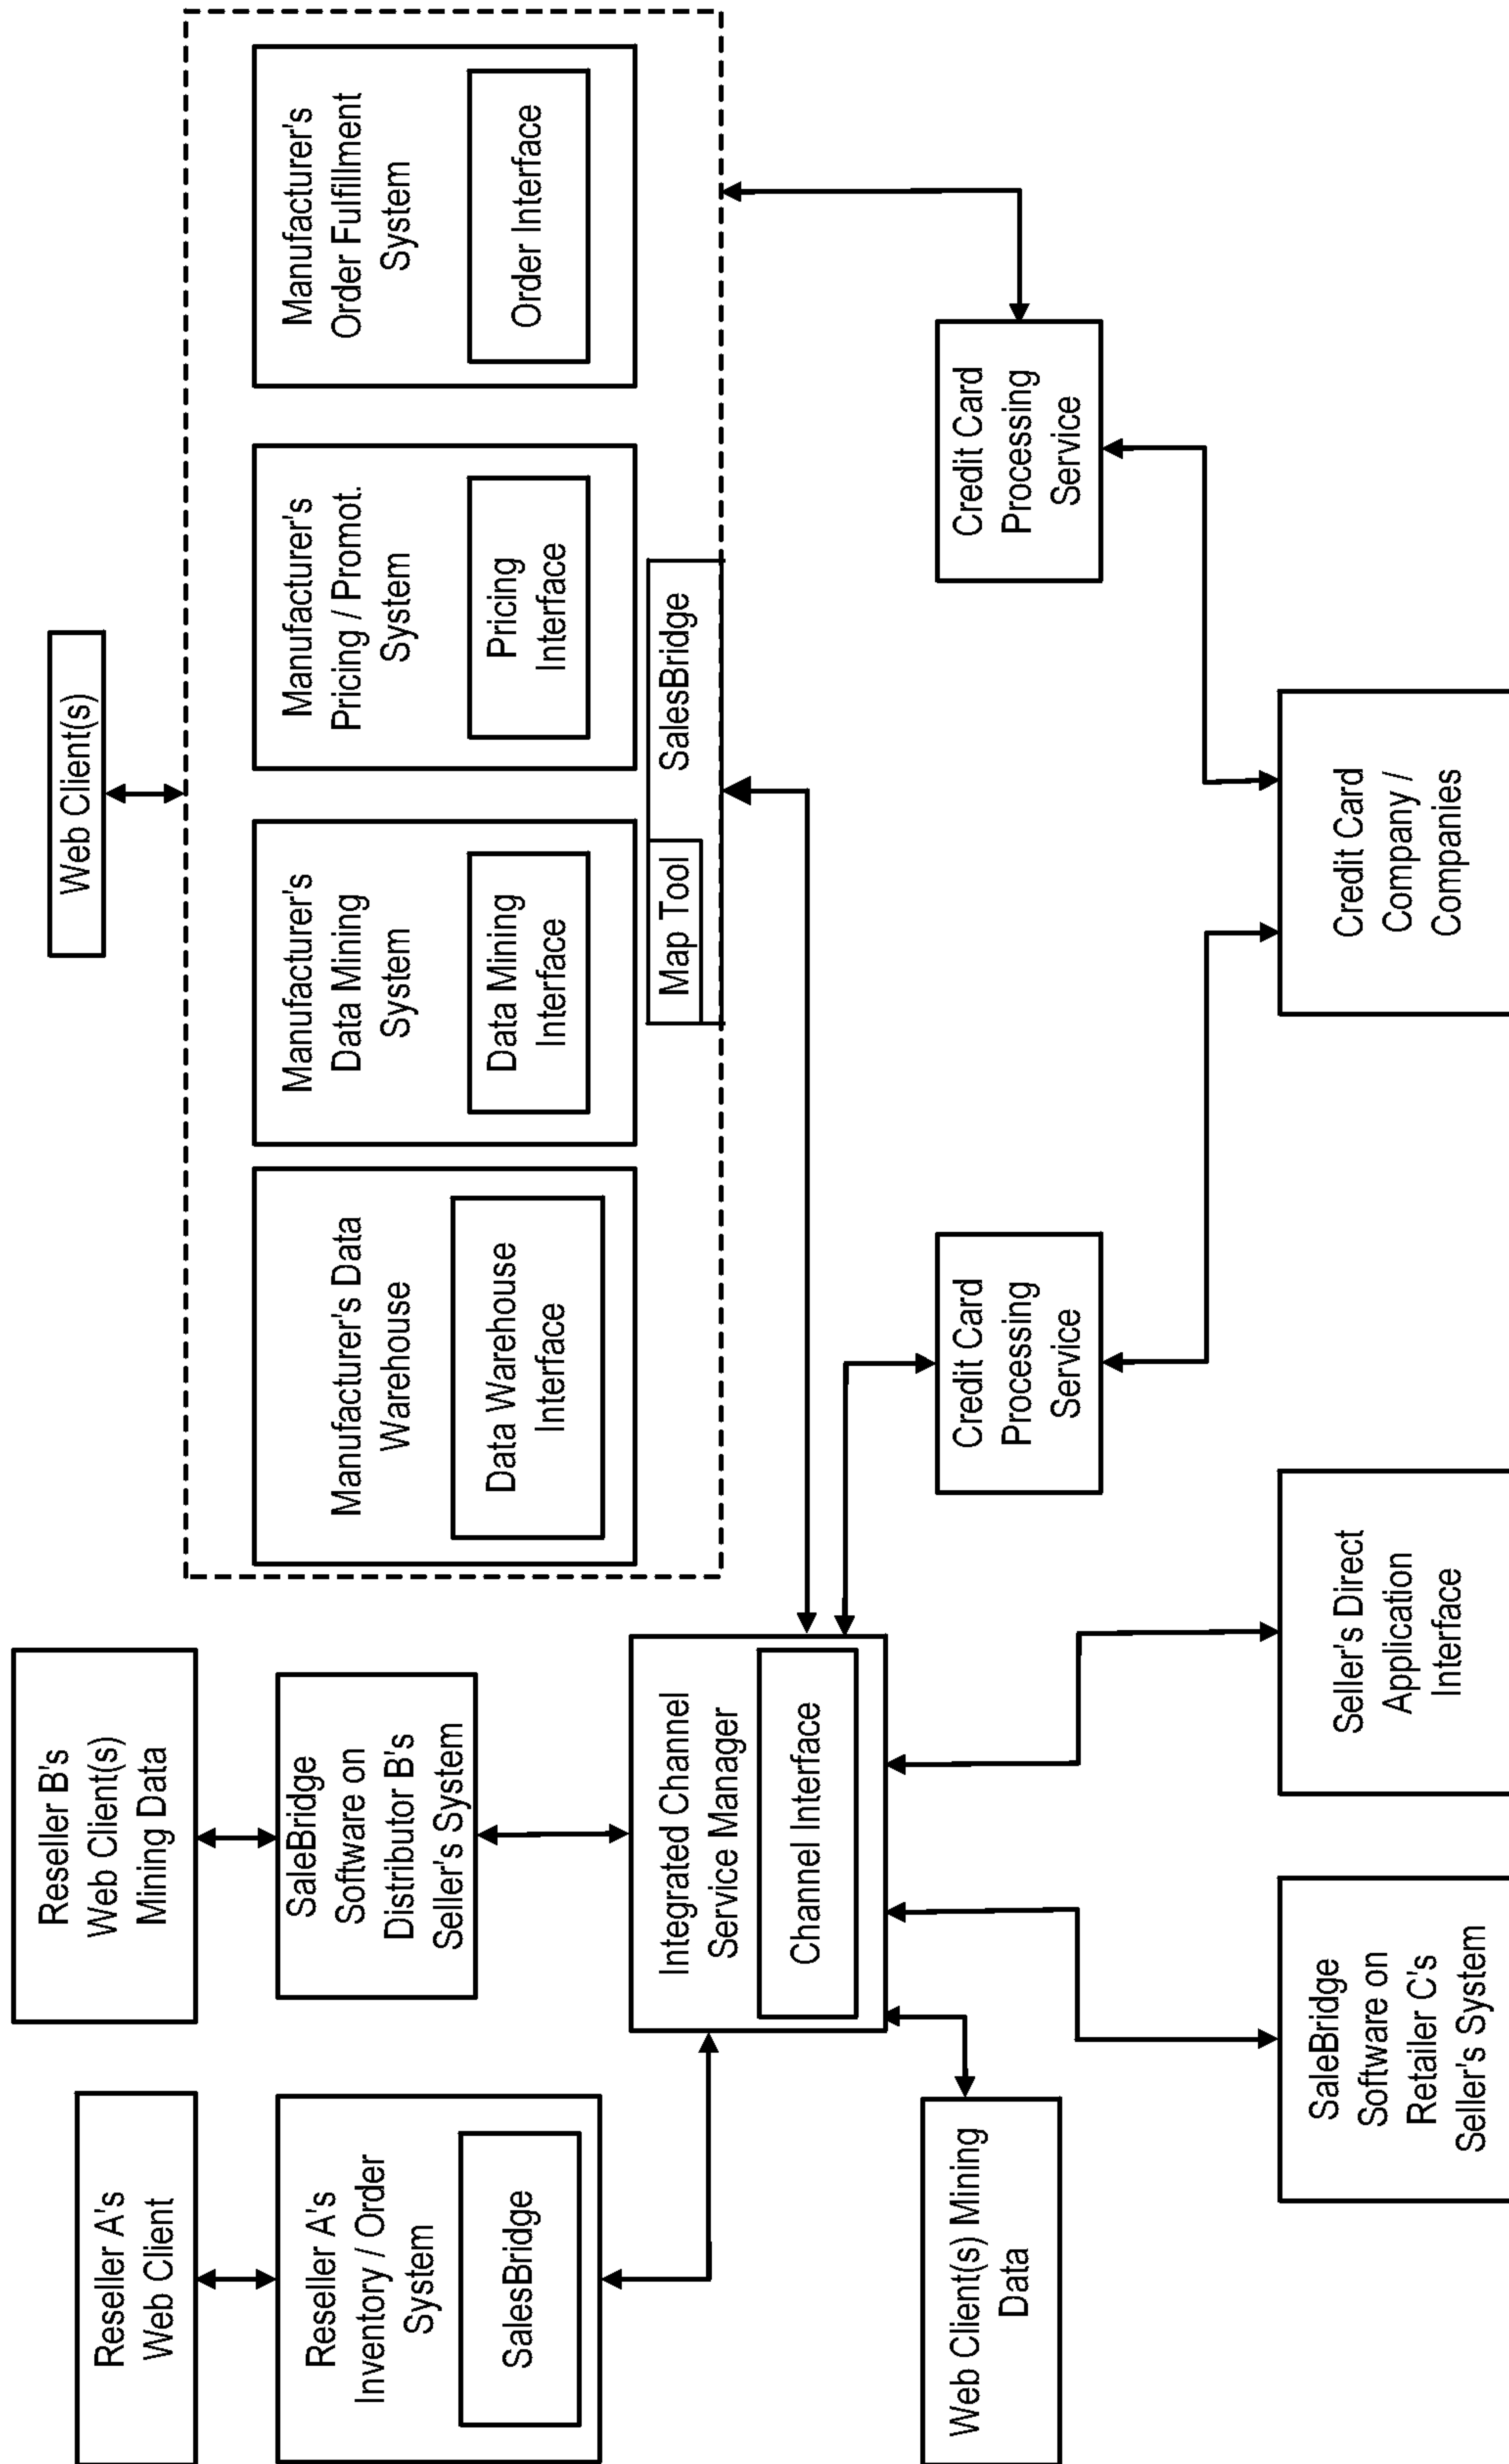 Reseller A's
Web Client
Reseller B's
Web Client(s)
Mining Data
Web Client(s)
Reseller A's
Inventory / Order
System
SalesBridge
SaleBridge
Software on
Distributor B's
Seller's System
Manufacturer's Data
Warehouse
Data Warehouse
Interface
Manufacturer's
Data Mining
System
Data Mining
Interface
Manufacturer's
Pricing / Promot.
System
Pricing
Interface
Manufacturer's
Order Fulfillment
System
Order Interface
Map Tool
SalesBridge
Integrated Channel
Service Manager
Channel Interface
Web Client(s) Mining
Data
Credit Card
Processing
Service
Credit Card
Processing
Service
SaleBridge
Software on
Retailer C's
Seller's System
Seller's Direct
Application
Interface
Credit Card
Company /
Companies